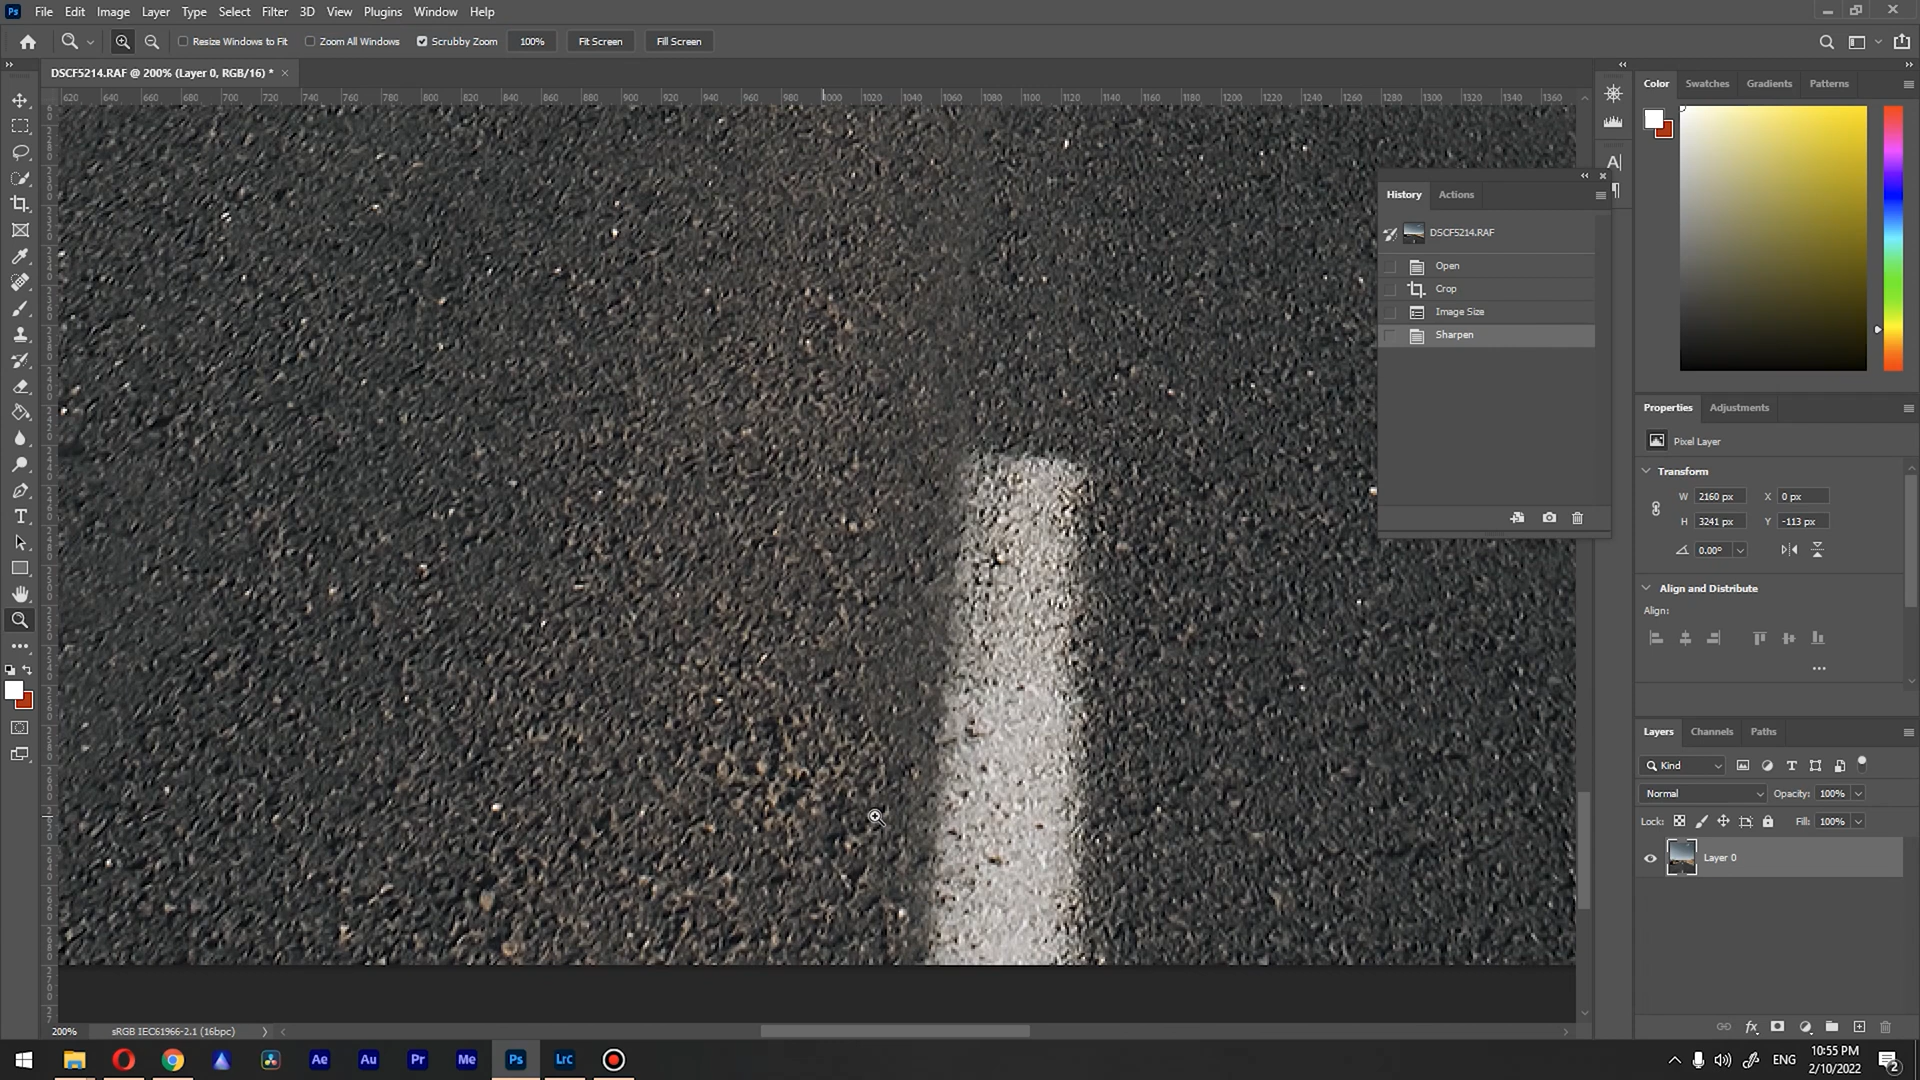 Ps File Edit Image Layer Type Select Filter 3D View Plugins Window Help
Resize Windows to Fit Zoom All Windows Scrubby Zoom 100% Fit Screen Fill Screen
DSCF5214.RAF @ 200% (Layer 0, RGB/16) * ×
620 640 660 680 700 720 740 760 780 800 820 840 860 880 900 920 940 960 980 1000 1020 1040 1060 1080 1100 1120 1140 1160 1180 1200 1220 1240 1260 1280 1300 1320 1340 1360
Color Swatches Gradients Patterns
History Actions
DSCF5214.RAF
Open
Crop
Image Size
Sharpen
Properties Adjustments
Pixel Layer
Transform
W 2160 px X 0 px
H 3241 px Y -113 px
0.00°
Align and Distribute
Align:
Layers Channels Paths
Kind
Normal Opacity: 100%
Lock: Fill: 100%
Layer 0
200% sRGB IEC61966-2.1 (16bpc)
Ae Au Pr Me Ps LrC
ENG
10:55 PM
2/10/2022
2